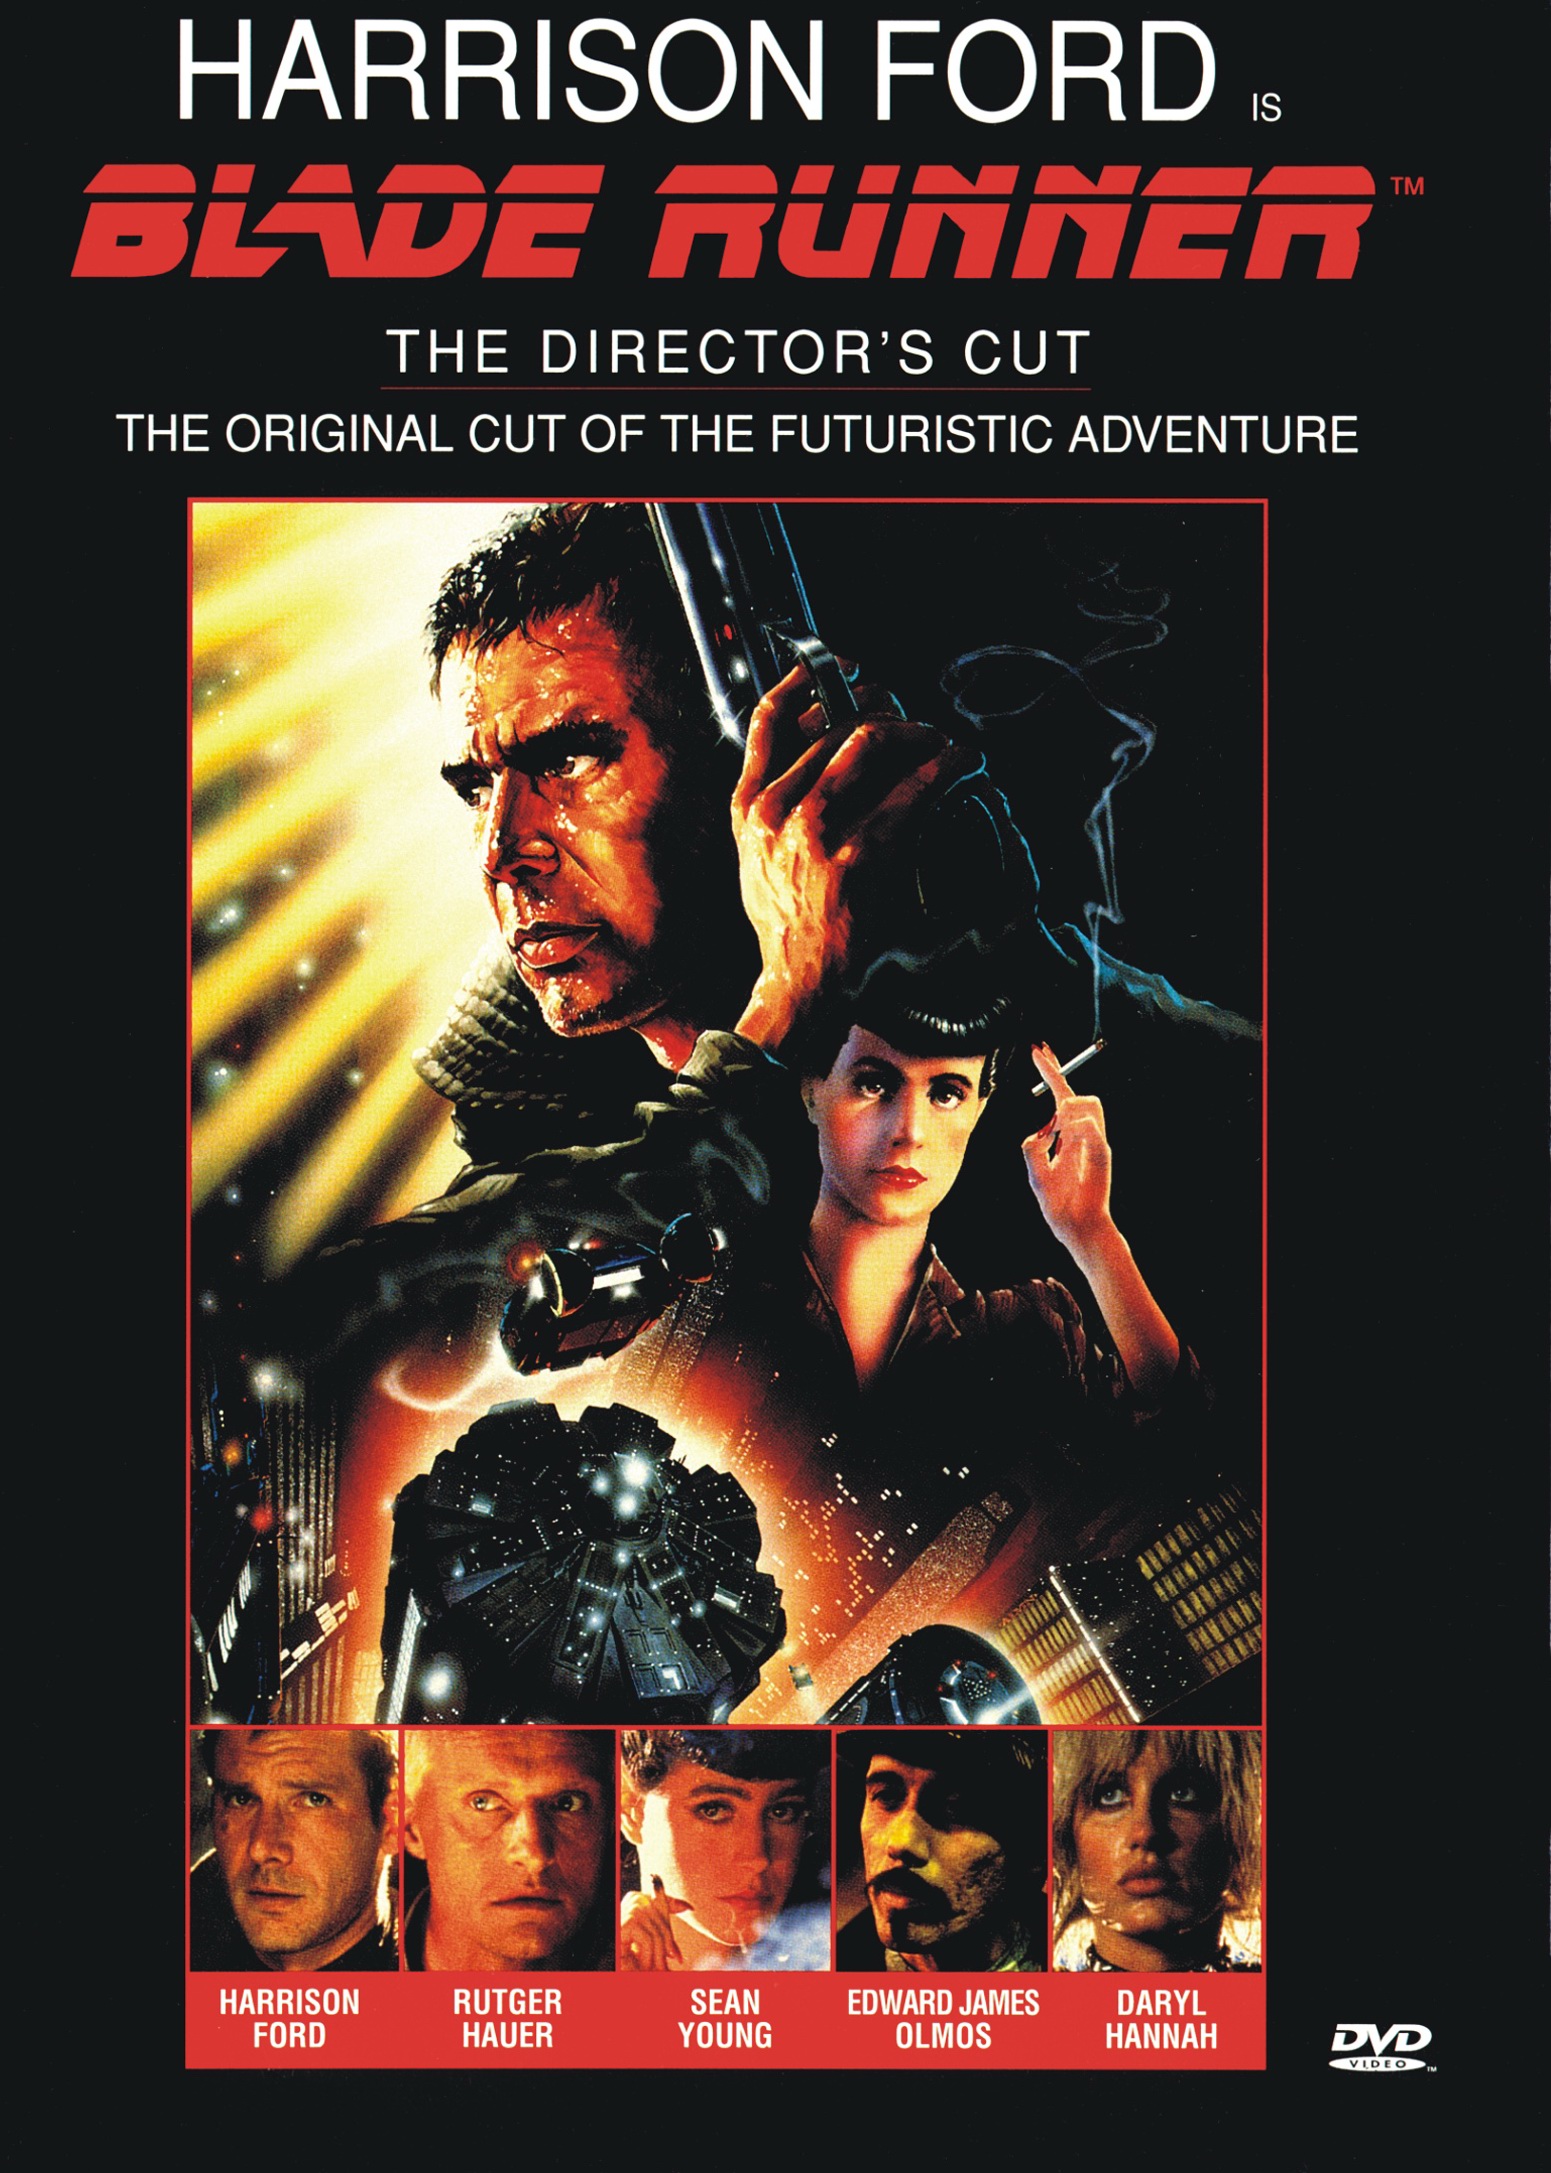 HARRISON FORD IS
BLADE RUNNER™
THE DIRECTOR'S CUT
THE ORIGINAL CUT OF THE FUTURISTIC ADVENTURE
HARRISON FORD
RUTGER HAUER
SEAN YOUNG
EDWARD JAMES OLMOS
DARYL HANNAH
DVD
VIDEO™